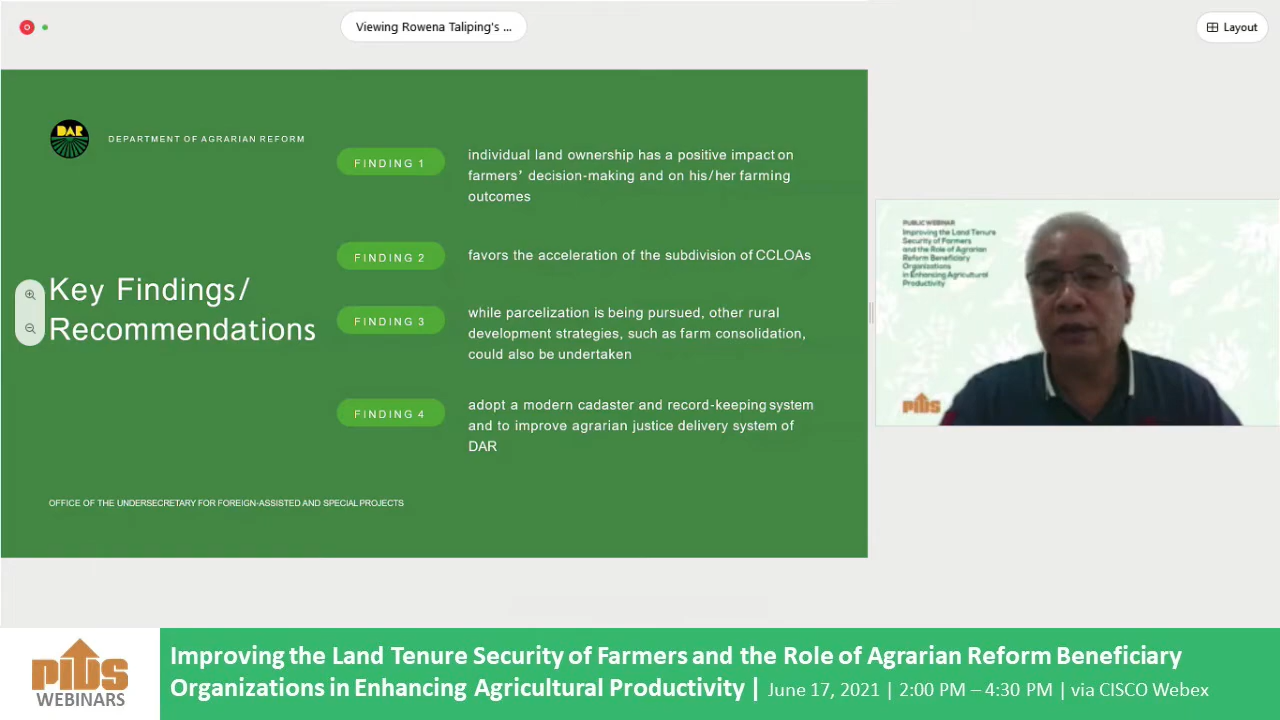 Viewing Rowena Taliping's ...
Layout
DAR
DEPARTMENT OF AGRARIAN REFORM
Key Findings/
Recommendations
FINDING 1
individual land ownership has a positive impact on
farmers' decision-making and on his/her farming
outcomes
FINDING 2
favors the acceleration of the subdivision of CCLOAs
FINDING 3
while parcelization is being pursued, other rural
development strategies, such as farm consolidation,
could also be undertaken
FINDING 4
adopt a modern cadaster and record-keeping system
and to improve agrarian justice delivery system of
DAR
OFFICE OF THE UNDERSECRETARY FOR FOREIGN-ASSISTED AND SPECIAL PROJECTS
PUBLIC WEBINAR
Improving the Land Tenure
Security of Farmers
and the Role of Agrarian
Reform Beneficiary
Organizations
in Enhancing Agricultural
Productivity
PIDS
PIDS
WEBINARS
Improving the Land Tenure Security of Farmers and the Role of Agrarian Reform Beneficiary
Organizations in Enhancing Agricultural Productivity | June 17, 2021 | 2:00 PM – 4:30 PM | via CISCO Webex